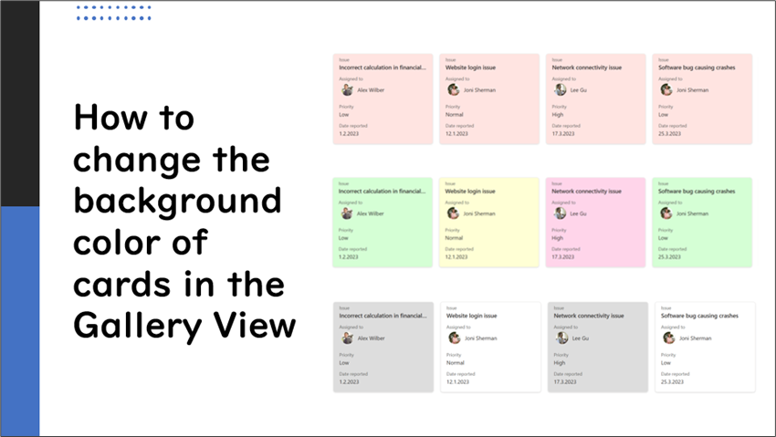 How to
change the
background
color of
cards in the
Gallery View
Issue
Incorrect calculation in financial...
Assigned to
Alex Wilber
Priority
Low
Date reported
1.2.2023
Issue
Website login issue
Assigned to
Joni Sherman
Priority
Normal
Date reported
12.1.2023
Issue
Network connectivity issue
Assigned to
Lee Gu
Priority
High
Date reported
17.3.2023
Issue
Software bug causing crashes
Assigned to
Joni Sherman
Priority
Low
Date reported
25.3.2023
Issue
Incorrect calculation in financial...
Assigned to
Alex Wilber
Priority
Low
Date reported
1.2.2023
Issue
Website login issue
Assigned to
Joni Sherman
Priority
Normal
Date reported
12.1.2023
Issue
Network connectivity issue
Assigned to
Lee Gu
Priority
High
Date reported
17.3.2023
Issue
Software bug causing crashes
Assigned to
Joni Sherman
Priority
Low
Date reported
25.3.2023
Issue
Incorrect calculation in financial...
Assigned to
Alex Wilber
Priority
Low
Date reported
1.2.2023
Issue
Website login issue
Assigned to
Joni Sherman
Priority
Normal
Date reported
12.1.2023
Issue
Network connectivity issue
Assigned to
Lee Gu
Priority
High
Date reported
17.3.2023
Issue
Software bug causing crashes
Assigned to
Joni Sherman
Priority
Low
Date reported
25.3.2023